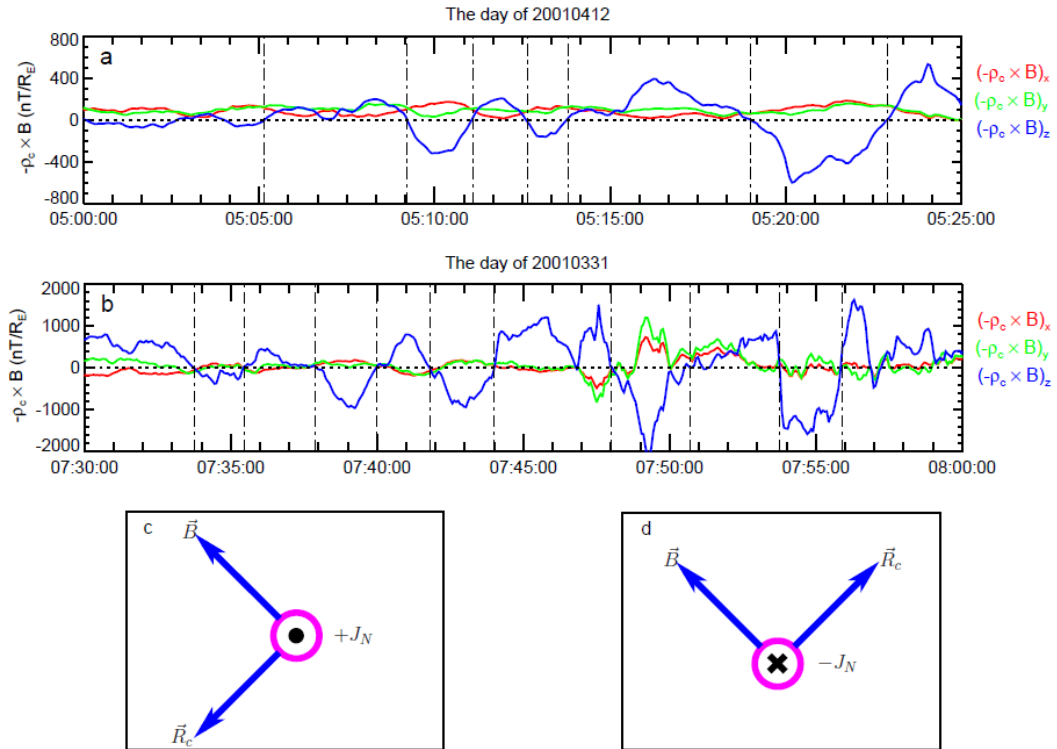 The day of 20010412
a
-ρc × B (nT/RE)
800
400
0
-400
-800
(-ρc × B)x
(-ρc × B)y
(-ρc × B)z
05:00:00 05:05:00 05:10:00 05:15:00 05:20:00 05:25:00
The day of 20010331
b
-ρc × B (nT/RE)
2000
1000
0
-1000
-2000
(-ρc × B)x
(-ρc × B)y
(-ρc × B)z
07:30:00 07:35:00 07:40:00 07:45:00 07:50:00 07:55:00 08:00:00
c
B⃗
+JN
R⃗c
d
B⃗
R⃗c
−JN